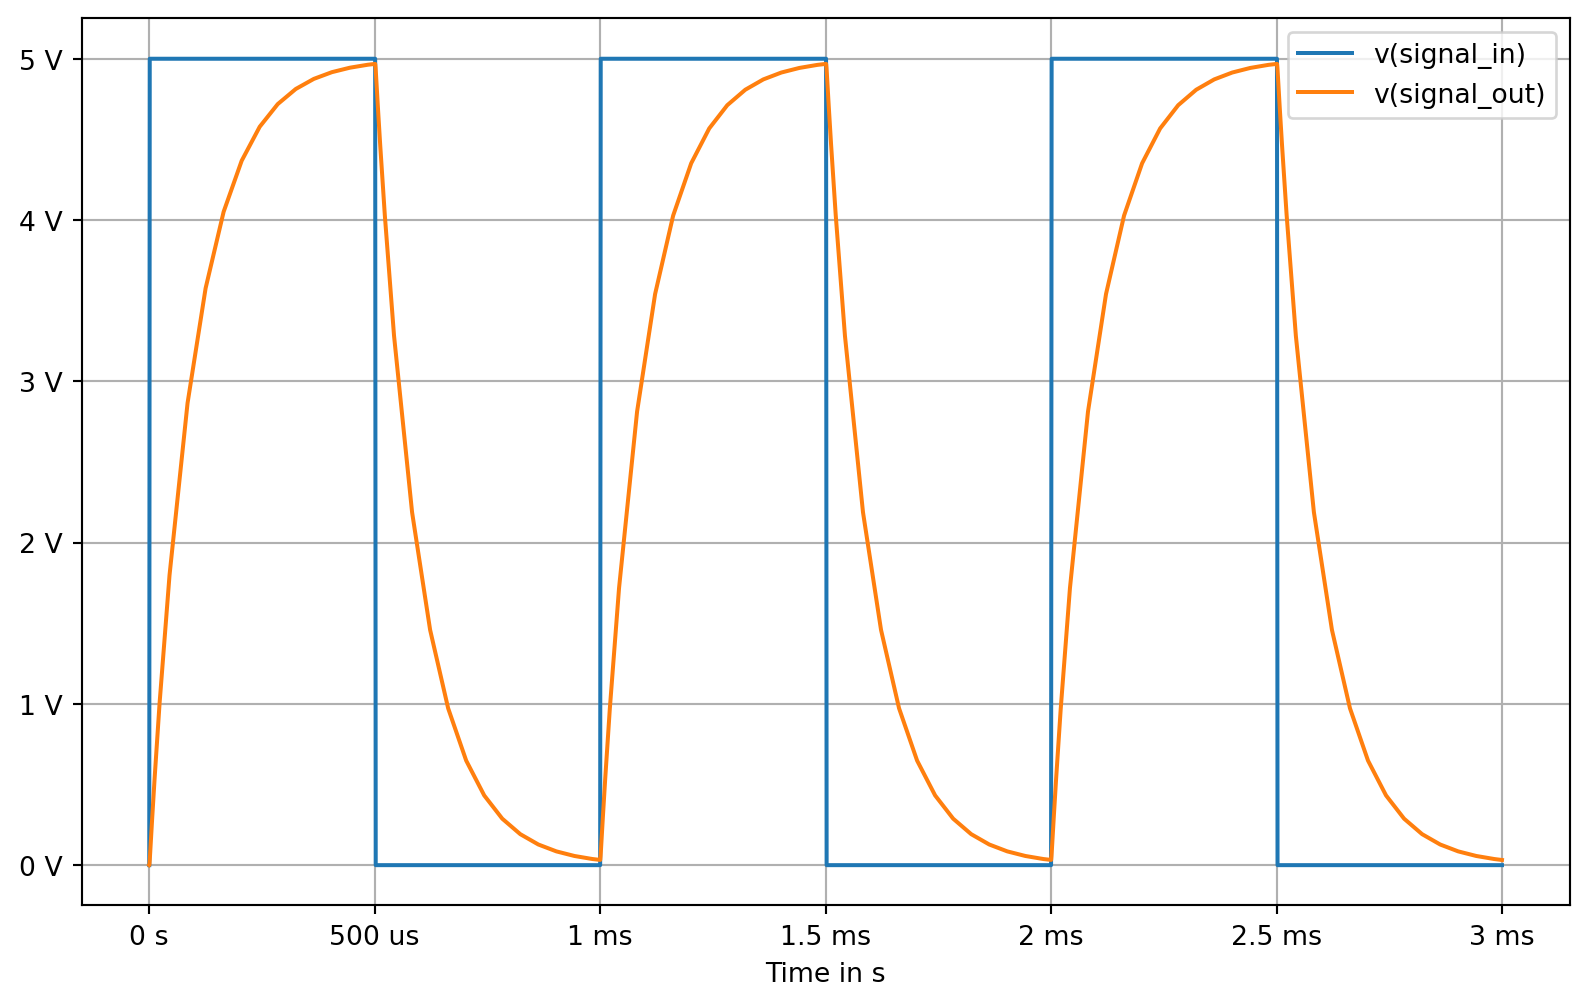 v(signal_in)
v(signal_out)
5 V
4 V
3 V
2 V
1 V
0 V
0 s
500 us
1 ms
1.5 ms
2 ms
2.5 ms
3 ms
Time in s